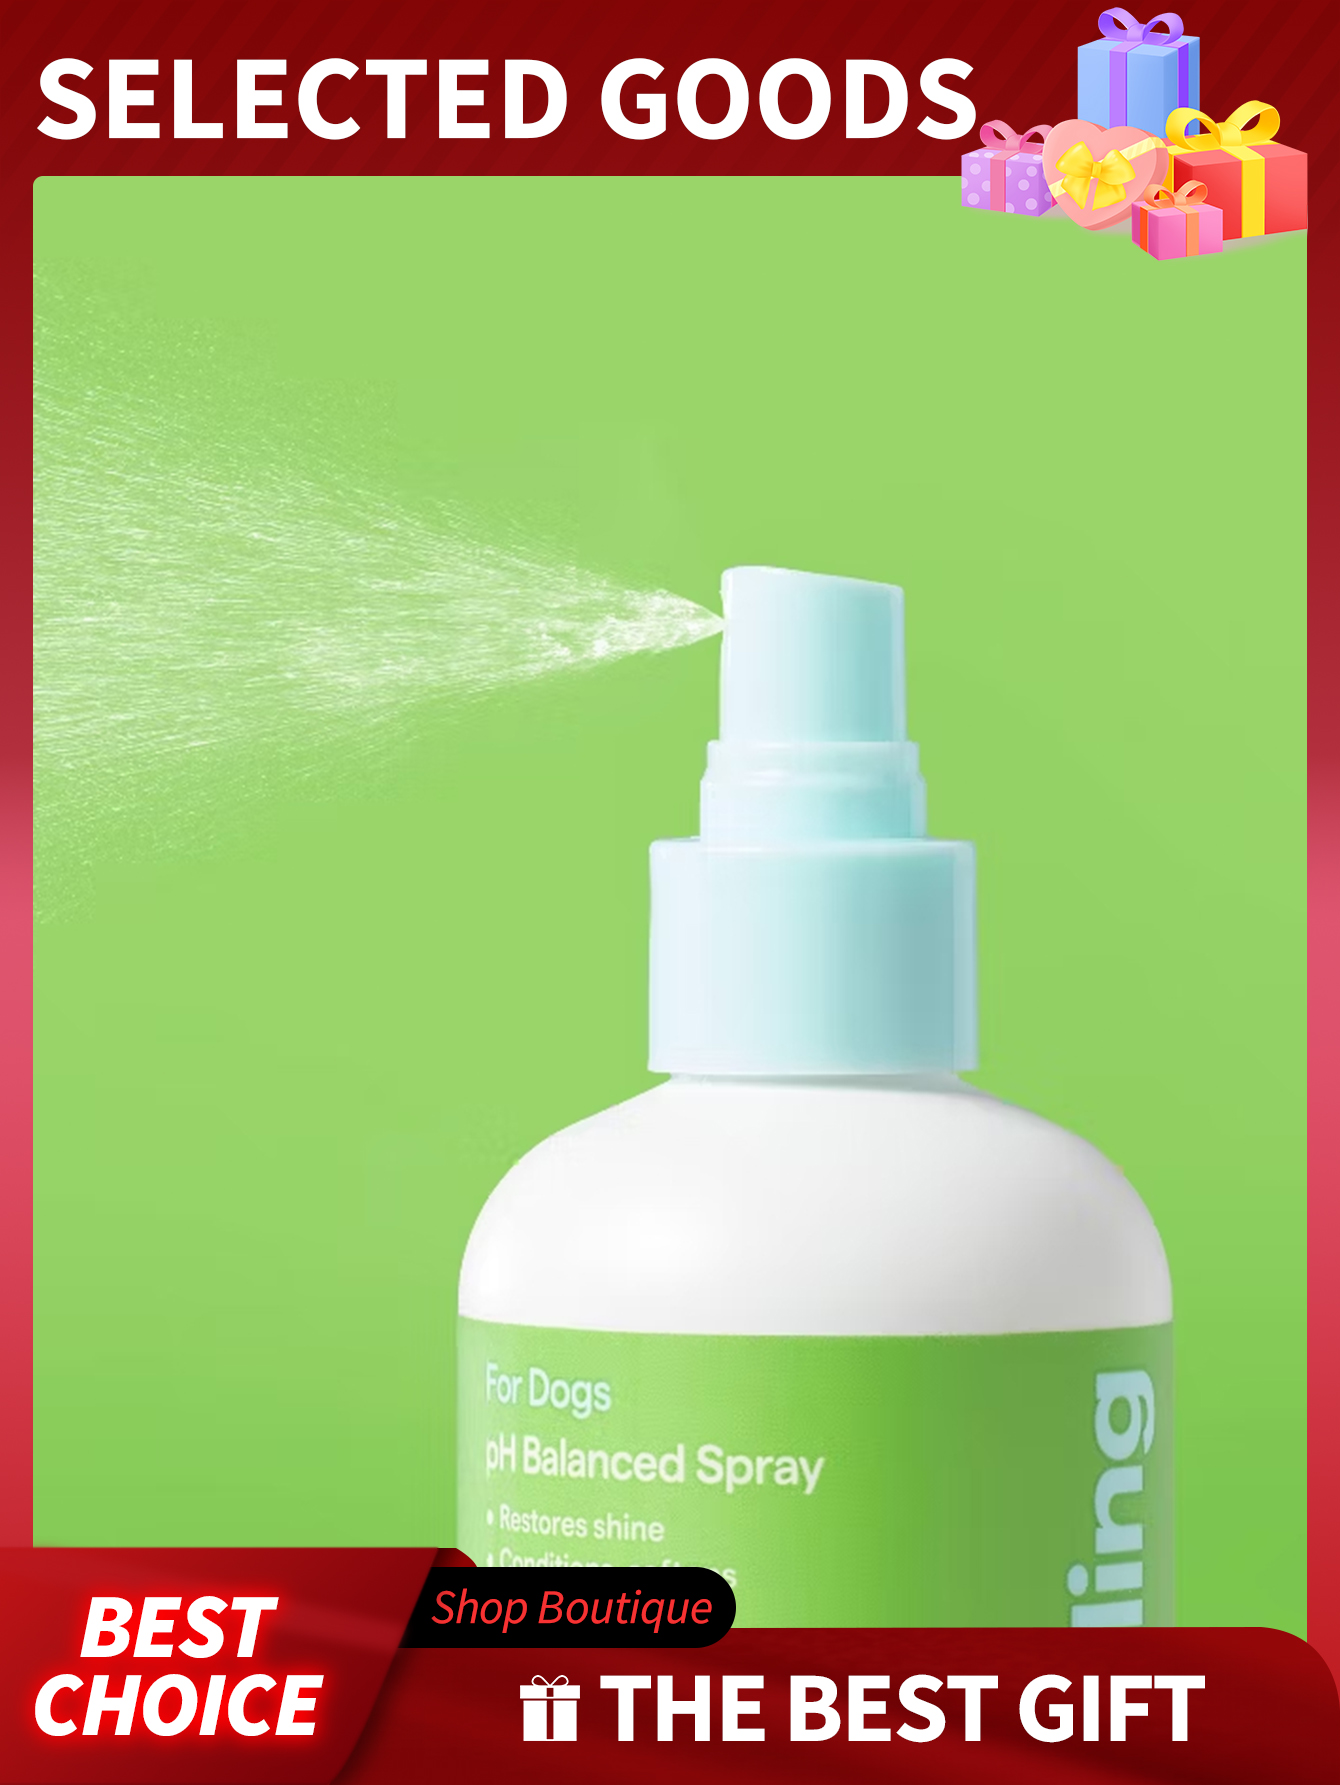 SELECTED GOODS
For Dogs
pH Balanced Spray
• Restores shine
ling
Shop Boutique
BEST
CHOICE
THE BEST GIFT